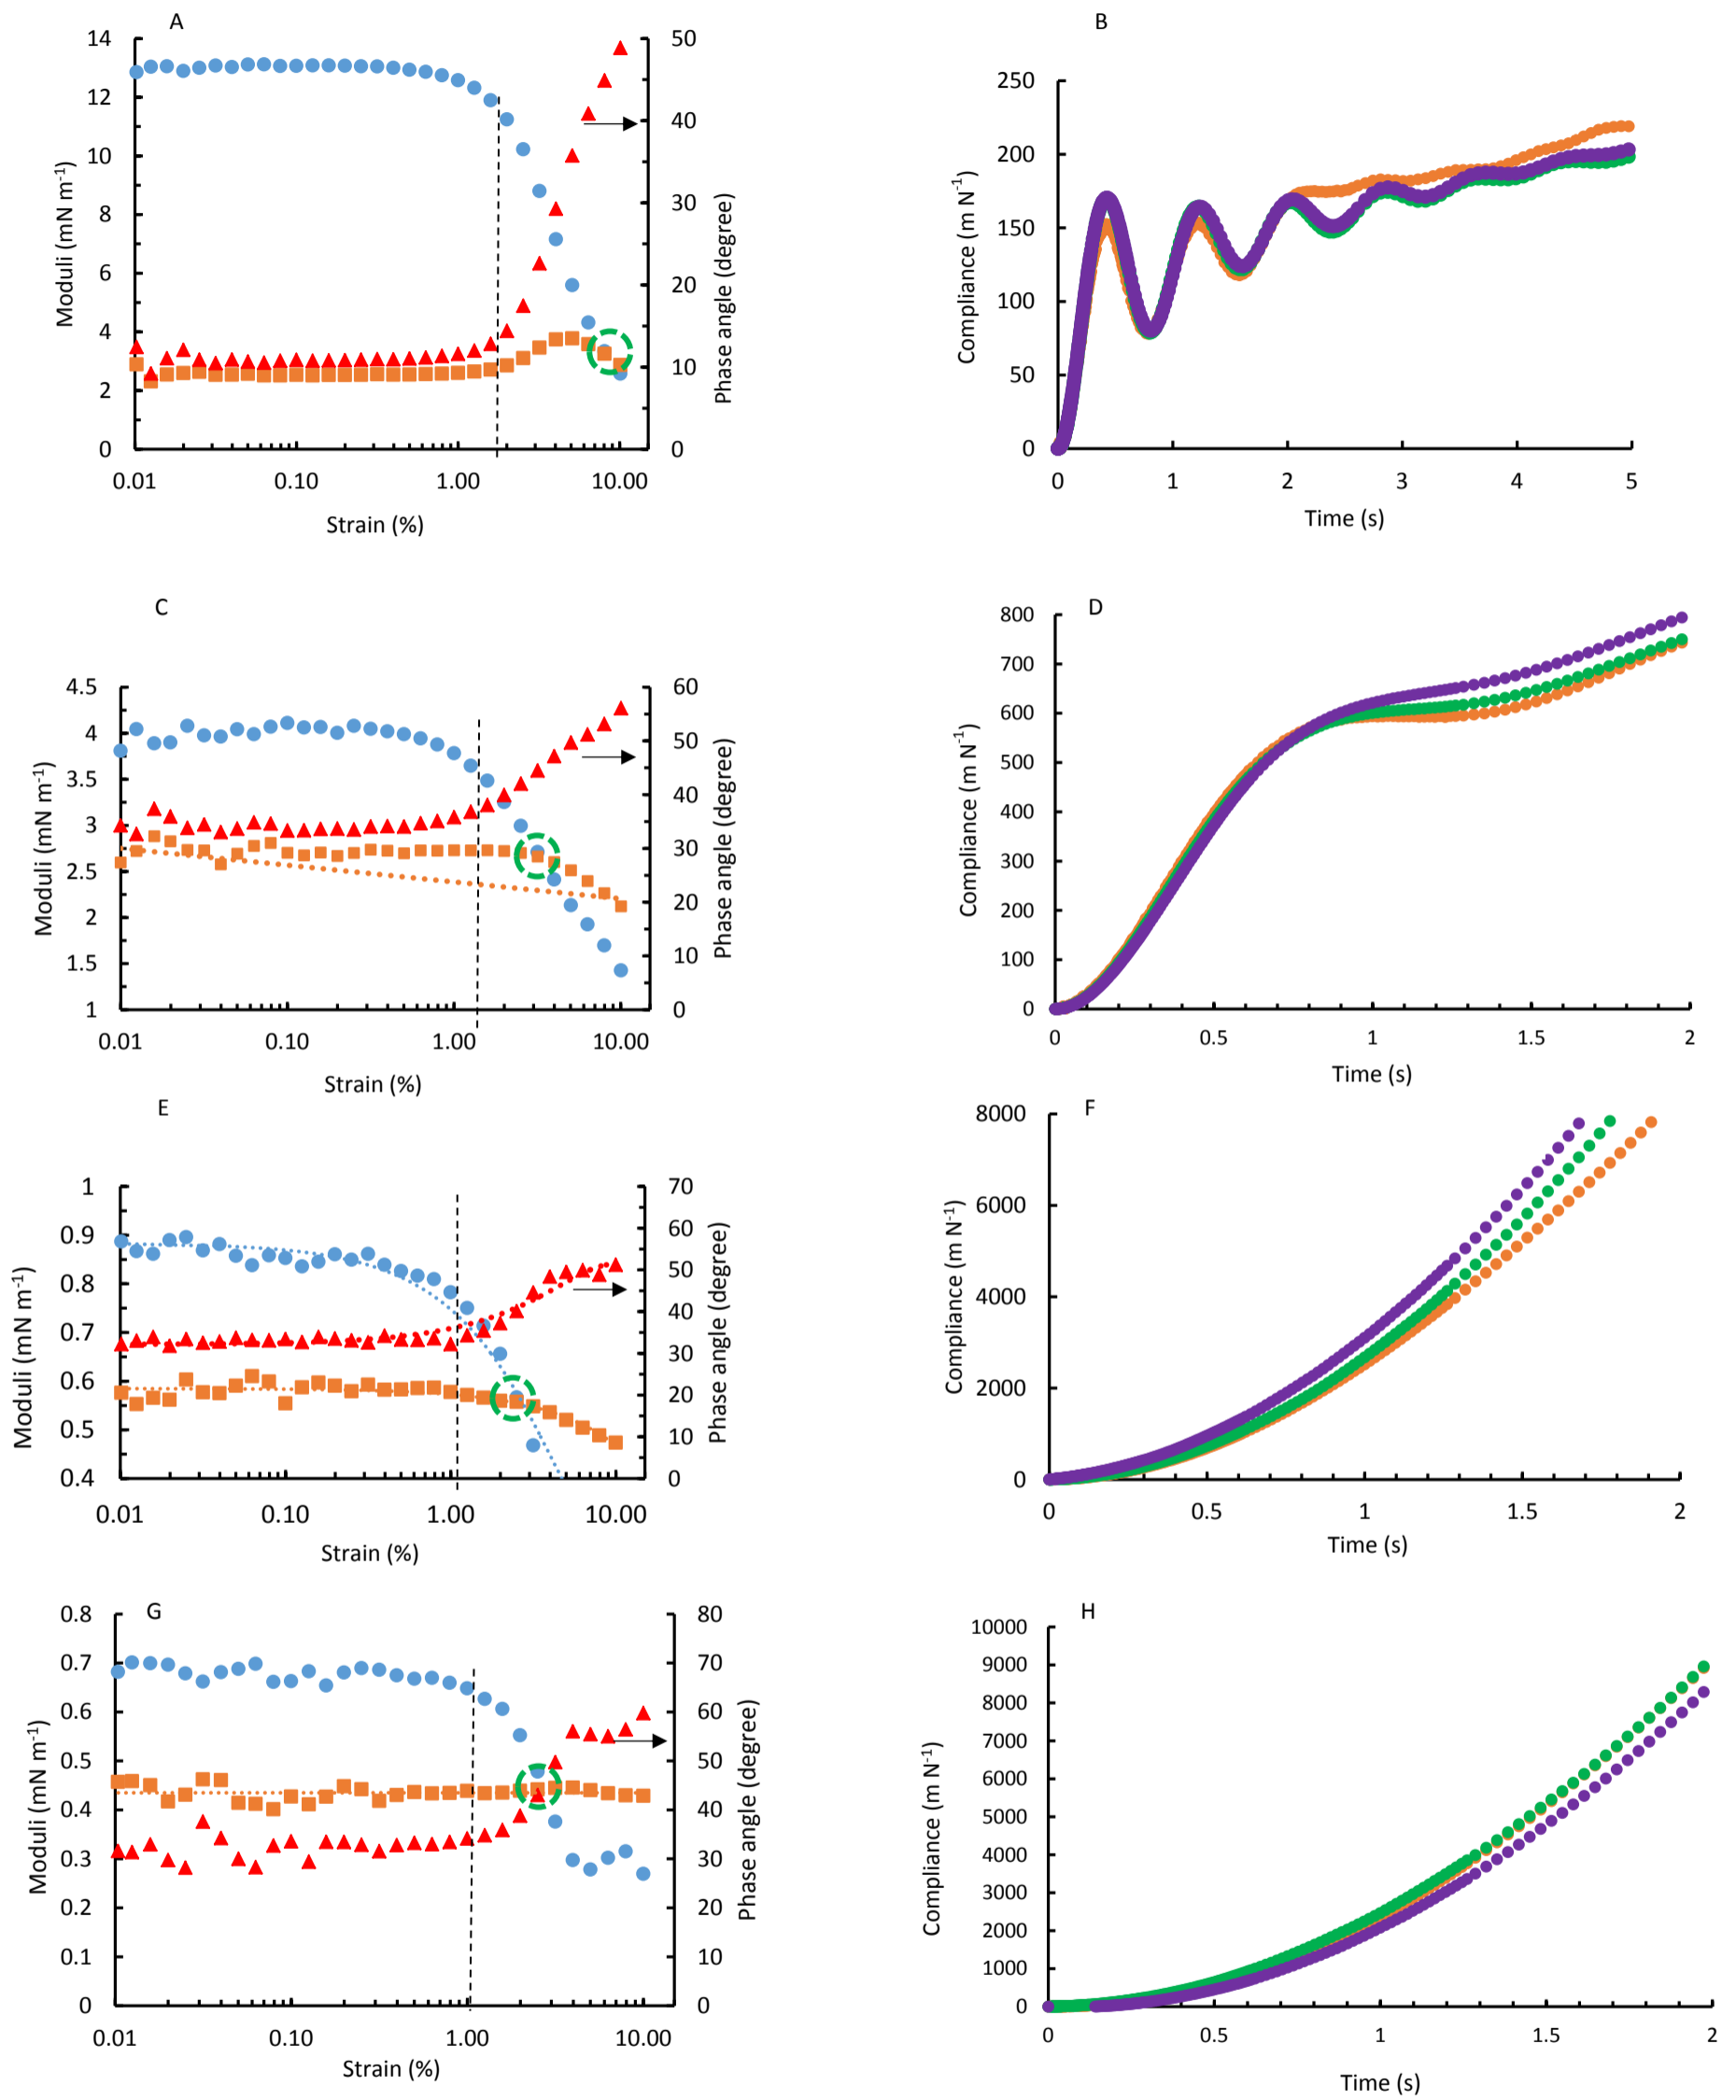 A
14
12
10
8
6
4
2
0
Moduli (mN m-1)
50
40
30
20
10
0
Phase angle (degree)
0.01 0.10 1.00 10.00
Strain (%)
B
250
200
150
100
50
0
Compliance (m N-1)
0 1 2 3 4 5
Time (s)
C
4.5
4
3.5
3
2.5
2
1.5
1
Moduli (mN m-1)
60
50
40
30
20
10
0
Phase angle (degree)
0.01 0.10 1.00 10.00
Strain (%)
D
800
700
600
500
400
300
200
100
0
Compliance (m N-1)
0 0.5 1 1.5 2
Time (s)
E
1
0.9
0.8
0.7
0.6
0.5
0.4
Moduli (mN m-1)
70
60
50
40
30
20
10
0
Phase angle (degree)
0.01 0.10 1.00 10.00
Strain (%)
F
8000
6000
4000
2000
0
Compliance (m N-1)
0 0.5 1 1.5 2
Time (s)
G
0.8
0.7
0.6
0.5
0.4
0.3
0.2
0.1
0
Moduli (mN m-1)
80
70
60
50
40
30
20
10
0
Phase angle (degree)
0.01 0.10 1.00 10.00
Strain (%)
H
10000
9000
8000
7000
6000
5000
4000
3000
2000
1000
0
Compliance (m N-1)
0 0.5 1 1.5 2
Time (s)